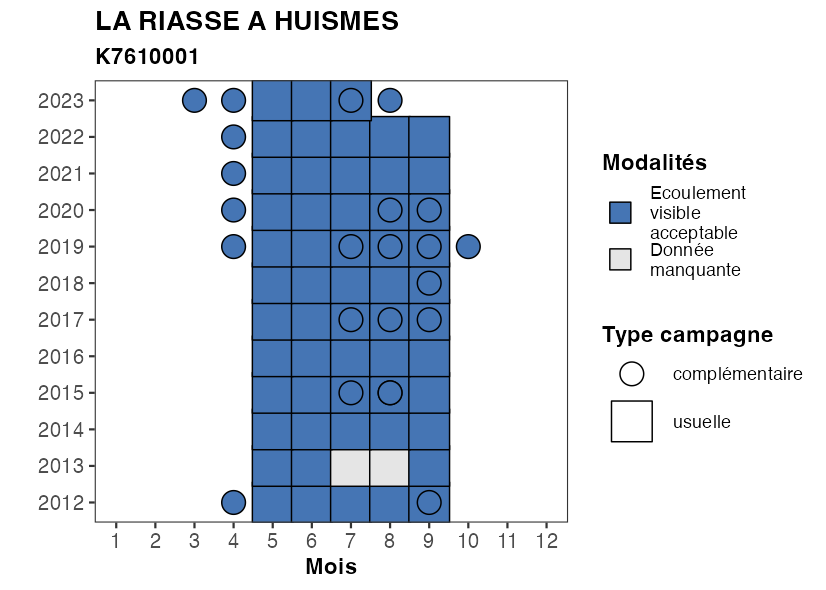 LA RIASSE A HUISMES
K7610001
2023
2022
2021
2020
2019
2018
2017
2016
2015
2014
2013
2012
1 2 3 4 5 6 7 8 9 10 11 12
Mois
Modalités
Ecoulement
visible
acceptable
Donnée
manquante
Type campagne
complémentaire
usuelle